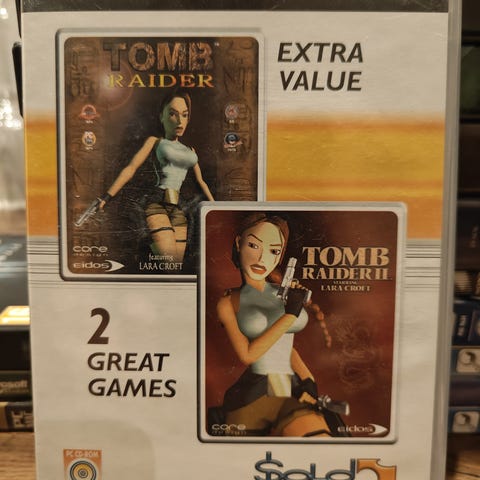 TOMB
RAIDER
core
design
EIDOS
featuring
LARA CROFT
EXTRA
VALUE
TOMB
RAIDER II
STARRING
LARA CROFT
core
design
EIDOS
2
GREAT
GAMES
PC CD-ROM
SOLD